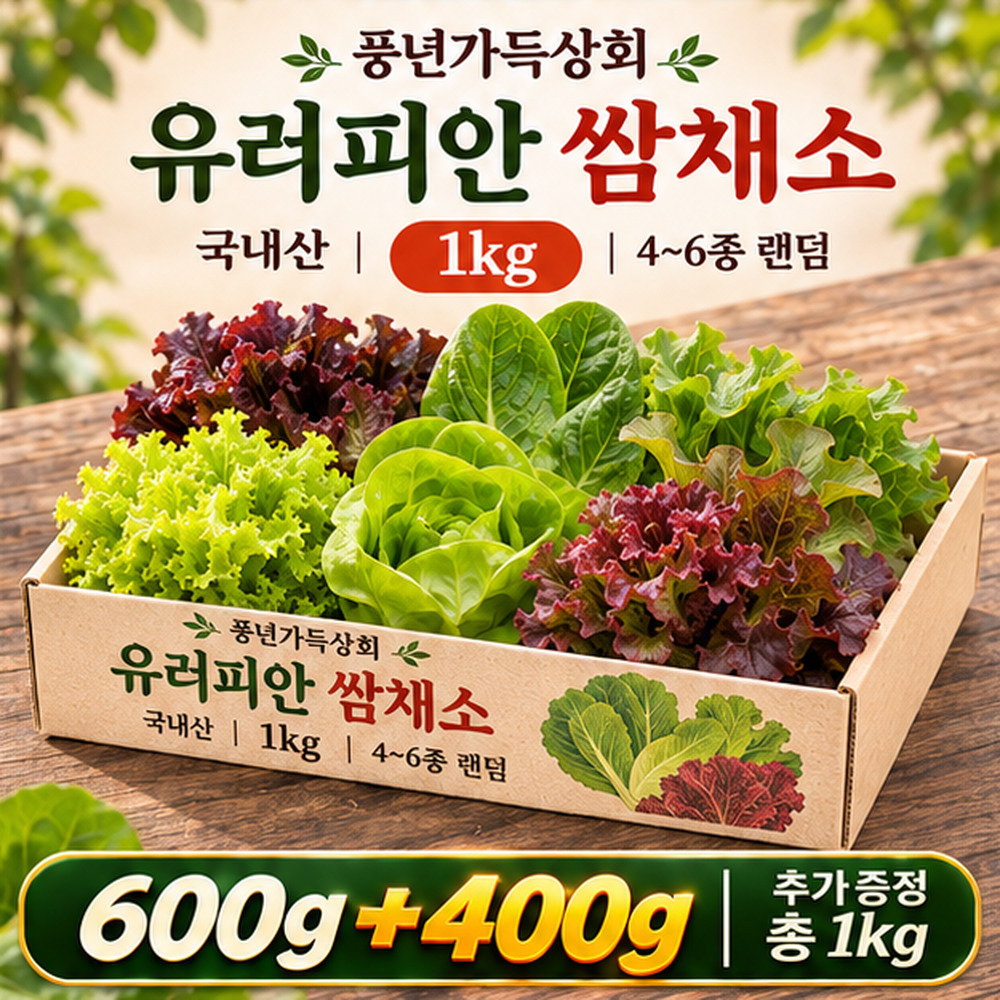 풍년가득상회
유러피안 쌈채소
국내산 | 1kg | 4~6종 랜덤
풍년가득상회
유러피안 쌈채소
국내산 | 1kg | 4~6종 랜덤
600g+400g | 추가 증정
총 1kg